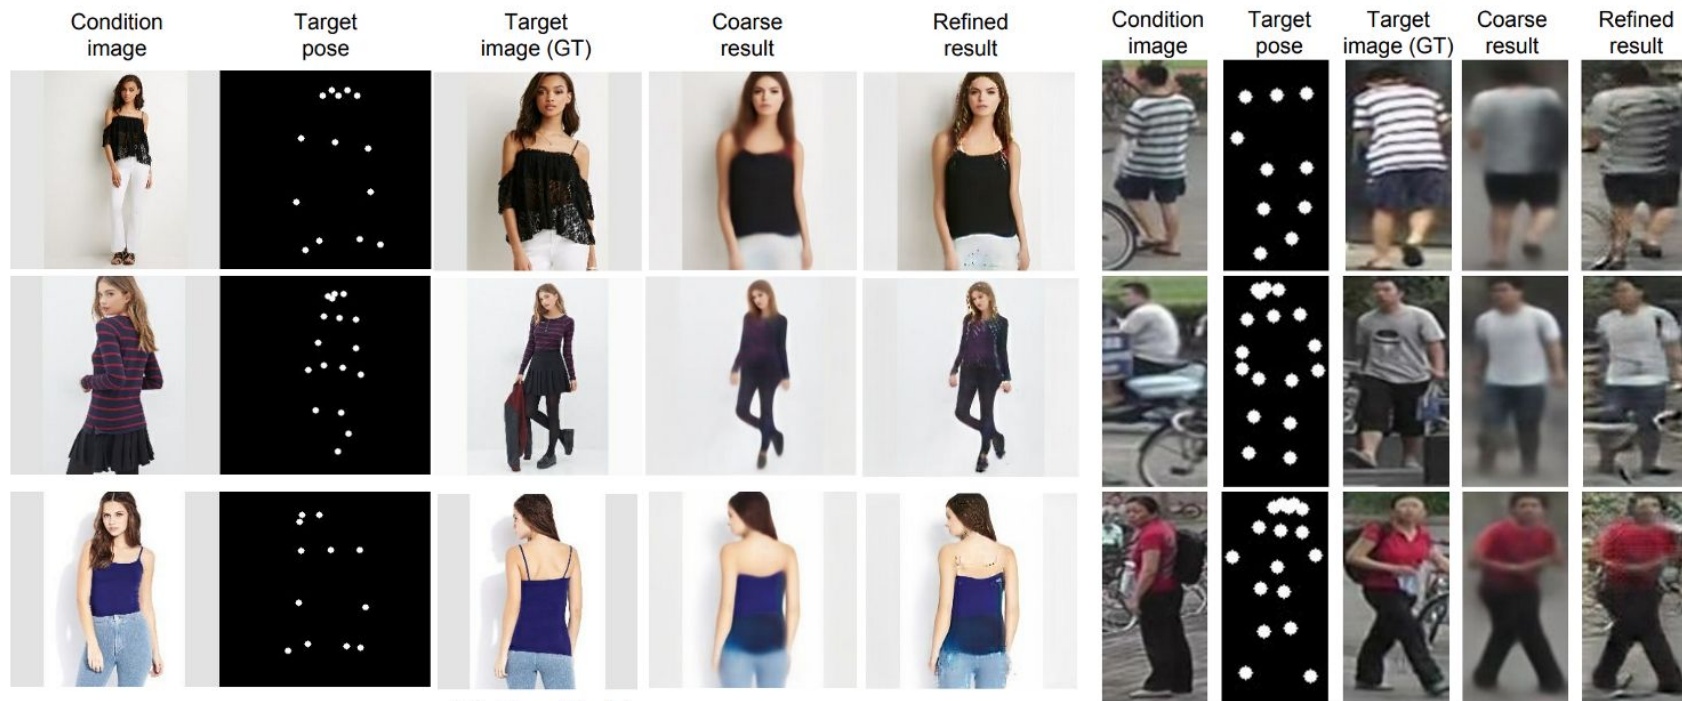 Condition
image
Target
pose
Target
image (GT)
Coarse
result
Refined
result
Condition
image
Target
pose
Target
image (GT)
Coarse
result
Refined
result